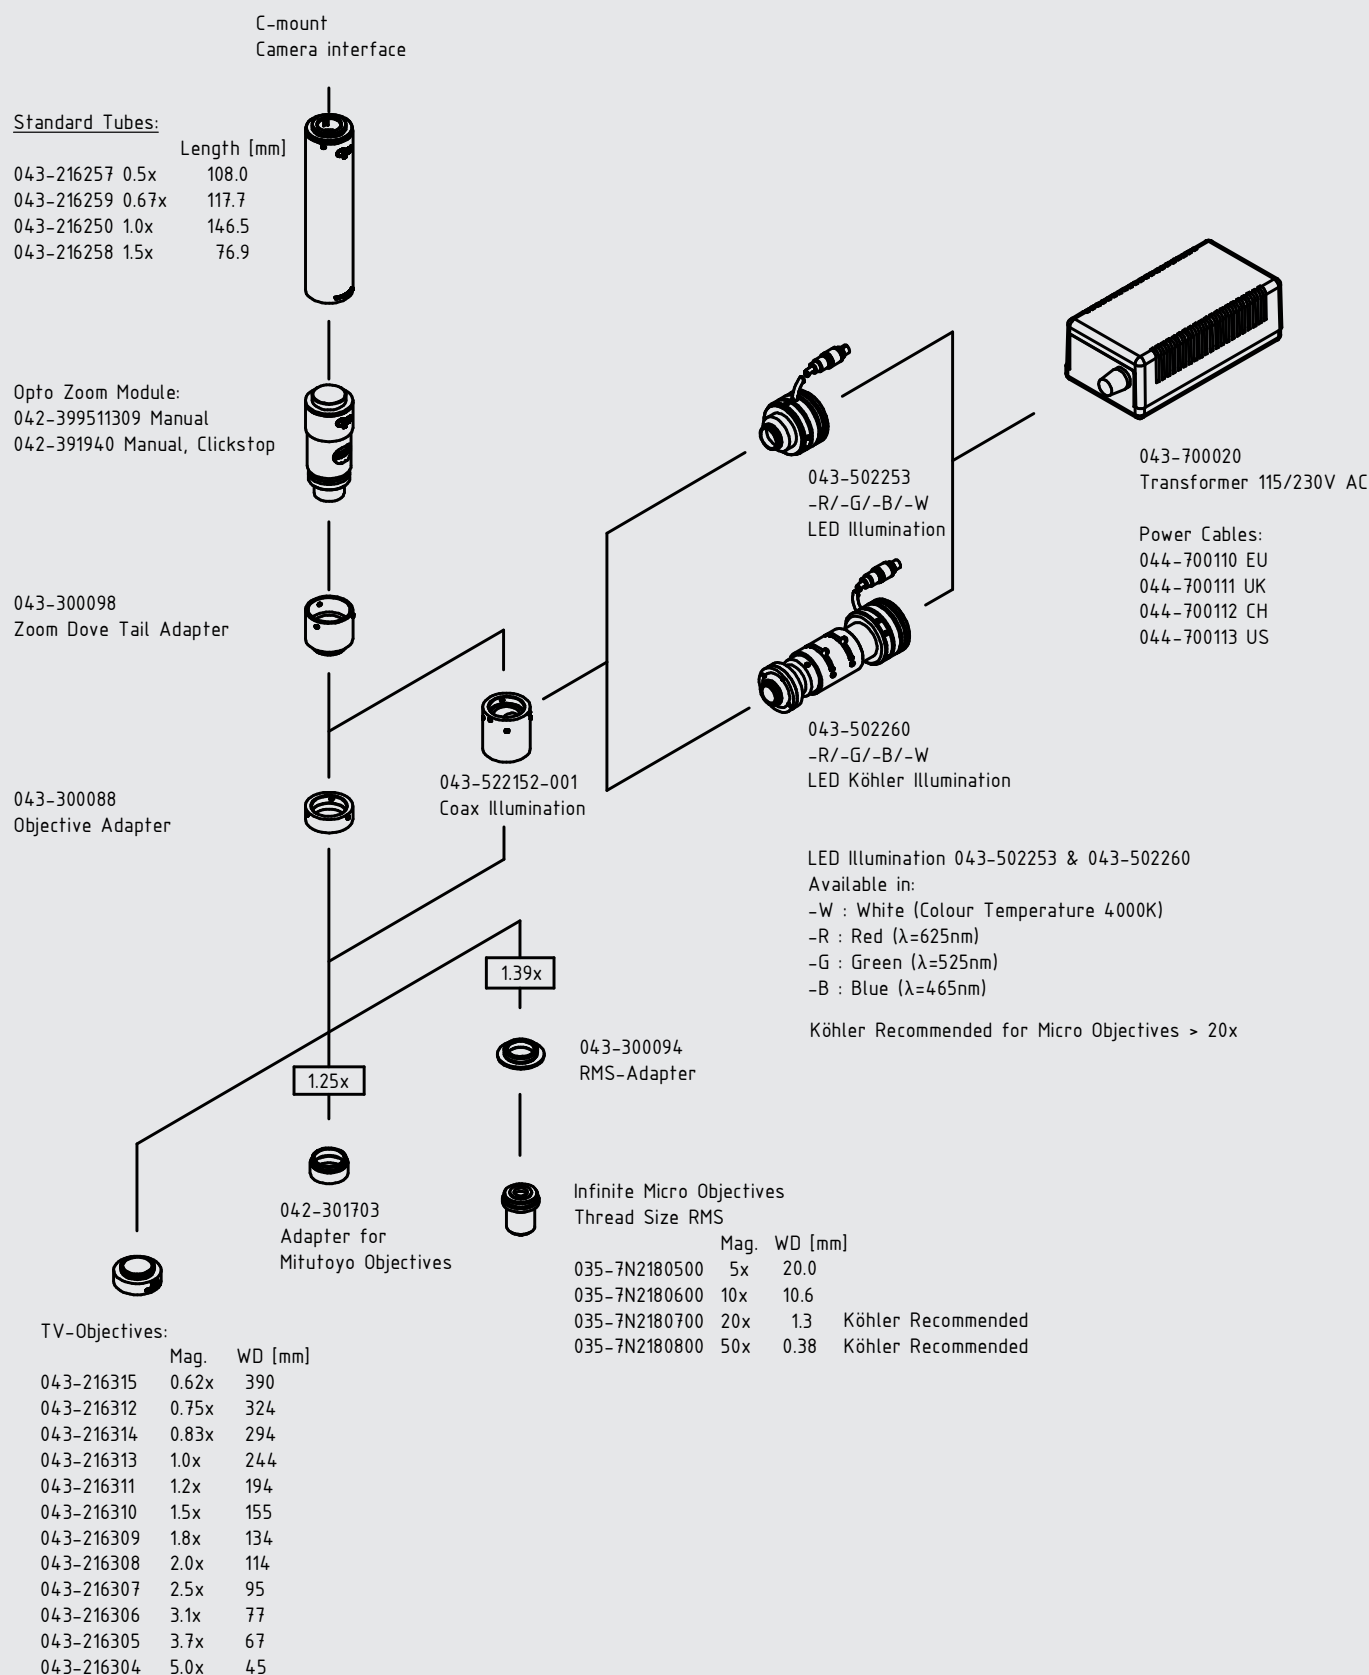 C-mount
Camera interface
Standard Tubes:
Length [mm]
043-216257 0.5x 108.0
043-216259 0.67x 117.7
043-216250 1.0x 146.5
043-216258 1.5x 76.9
Opto Zoom Module:
042-399511309 Manual
042-391940 Manual, Clickstop
043-300098
Zoom Dove Tail Adapter
043-300088
Objective Adapter
043-522152-001
Coax Illumination
043-502253
-R/-G/-B/-W
LED Illumination
043-502260
-R/-G/-B/-W
LED Köhler Illumination
043-700020
Transformer 115/230V AC
Power Cables:
044-700110 EU
044-700111 UK
044-700112 CH
044-700113 US
LED Illumination 043-502253 & 043-502260
Available in:
-W : White (Colour Temperature 4000K)
-R : Red (λ=625nm)
-G : Green (λ=525nm)
-B : Blue (λ=465nm)
Köhler Recommended for Micro Objectives > 20x
1.39x
043-300094
RMS-Adapter
1.25x
042-301703
Adapter for
Mitutoyo Objectives
Infinite Micro Objectives
Thread Size RMS
Mag. WD [mm]
035-7N2180500 5x 20.0
035-7N2180600 10x 10.6
035-7N2180700 20x 1.3 Köhler Recommended
035-7N2180800 50x 0.38 Köhler Recommended
TV-Objectives:
Mag. WD [mm]
043-216315 0.62x 390
043-216312 0.75x 324
043-216314 0.83x 294
043-216313 1.0x 244
043-216311 1.2x 194
043-216310 1.5x 155
043-216309 1.8x 134
043-216308 2.0x 114
043-216307 2.5x 95
043-216306 3.1x 77
043-216305 3.7x 67
043-216304 5.0x 45